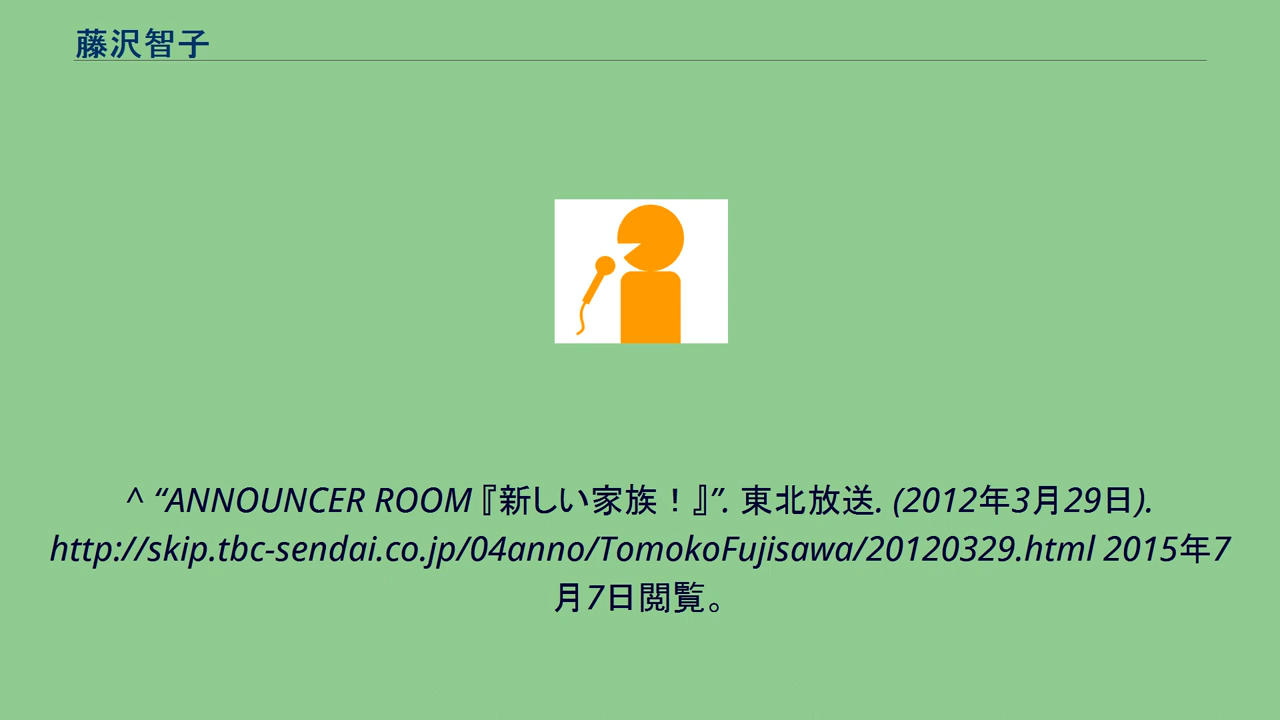 藤沢智子
^ “ANNOUNCER ROOM『新しい家族！』”. 東北放送. (2012年3月29日).
http://skip.tbc-sendai.co.jp/04anno/TomokoFujisawa/20120329.html 2015年7
月7日閲覧。